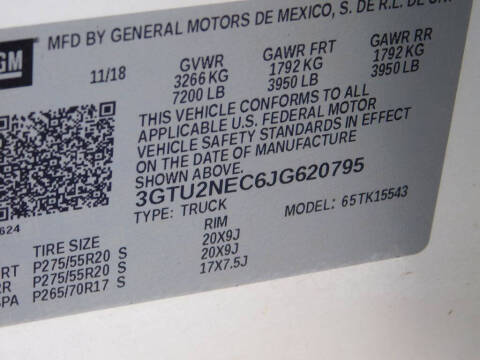 GM
MFD BY GENERAL MOTORS DE MEXICO, S. DE R.L. DE
11/18
GVWR
3266 KG
7200 LB
GAWR FRT
1792 KG
3950 LB
GAWR RR
1792 KG
3950 LB
THIS VEHICLE CONFORMS TO ALL
APPLICABLE U.S. FEDERAL MOTOR
VEHICLE SAFETY STANDARDS IN EFFECT
ON THE DATE OF MANUFACTURE
SHOWN ABOVE.
3GTU2NEC6JG620795
TYPE: TRUCK
MODEL: 65TK15543
624
TIRE SIZE
RIM
FRT P275/55R20 S 20X9J
RR P275/55R20 S 20X9J
SPA P265/70R17 S 17X7.5J